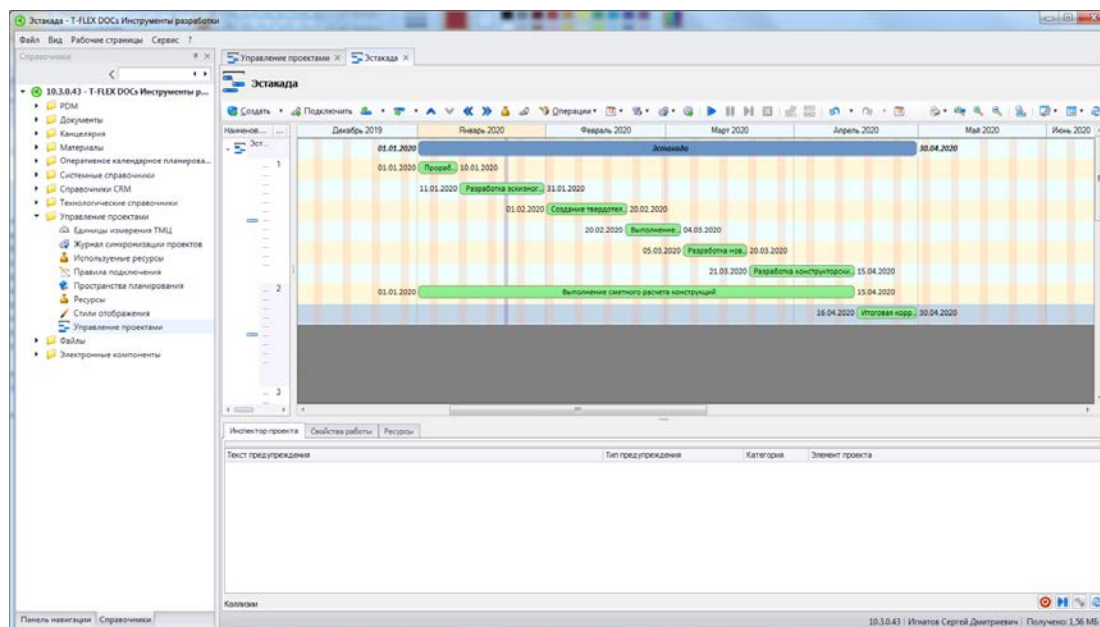 Эстакада - T-FLEX DOCs Инструменты разработки
Файл Вид Рабочие страницы Сервис ?
Справочники
Управление проектами
Эстакада
Эстакада
10.3.0.43 - T-FLEX DOCs Инструменты р...
PDM
Документы
Канцелярия
Материалы
Оперативное календарное планирова...
Системные справочники
Справочники CRM
Технологические справочники
Управление проектами
Единицы измерения ТМЦ
Журнал синхронизации проектов
Используемые ресурсы
Правила подключения
Пространства планирования
Ресурсы
Стили отображения
Управление проектами
Файлы
Электронные компоненты
Создать Подключить Операции
Наименов... ... Декабрь 2019 Январь 2020 Февраль 2020 Март 2020 Апрель 2020 Май 2020 Июнь 2020
Эст... 01.01.2020 Эстакада 30.04.2020
1 01.01.2020 Прораб... 10.01.2020
11.01.2020 Разработка эскизног... 31.01.2020
01.02.2020 Создание твердотел... 20.02.2020
20.02.2020 Выполнение... 04.03.2020
05.03.2020 Разработка нов... 20.03.2020
21.03.2020 Разработка конструкторски... 15.04.2020
2 01.01.2020 Выполнение сметного расчета конструкций 15.04.2020
16.04.2020 Итоговая корр... 30.04.2020
3
Инспектор проекта Свойства работы Ресурсы
Текст предупреждения Тип предупреждения Категория Элемент проекта
Коллизии
Панель навигации Справочники
10.3.0.43 Игнатов Сергей Дмитриевич Получено: 1,56 МБ